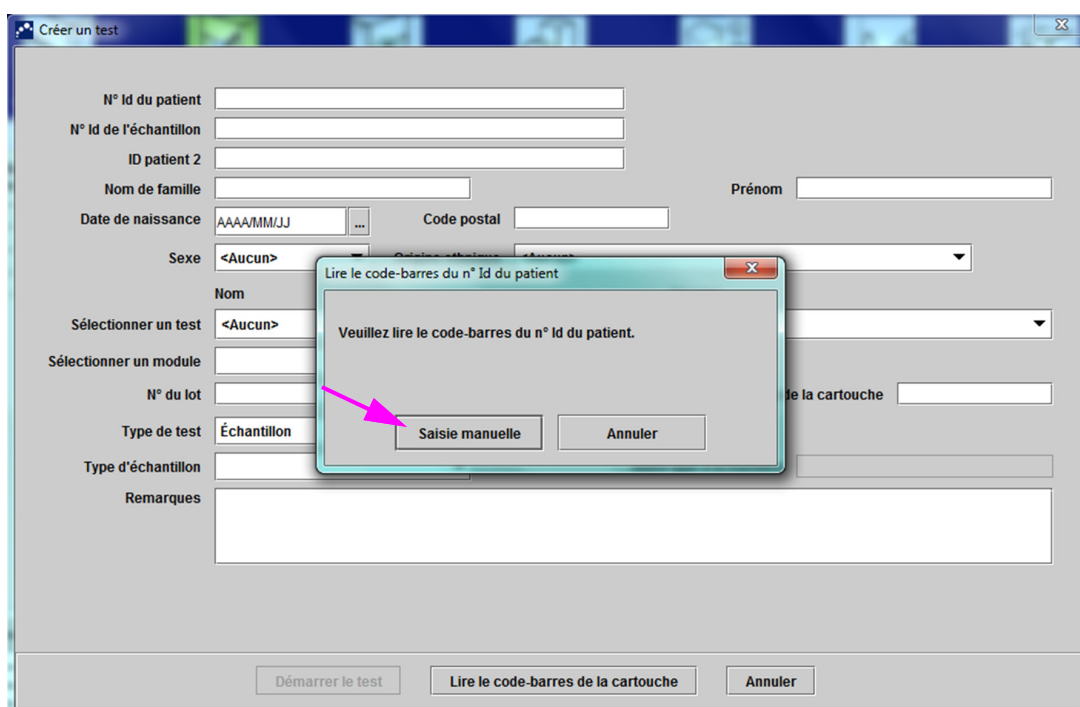 Créer un test
N° Id du patient
N° Id de l'échantillon
ID patient 2
Nom de famille
Prénom
Date de naissance AAAA/MM/JJ ... Code postal
Sexe <Aucun>
Lire le code-barres du n° Id du patient
Nom
Veuillez lire le code-barres du n° Id du patient.
Sélectionner un test <Aucun>
Sélectionner un module
N° du lot
de la cartouche
Saisie manuelle Annuler
Type de test Échantillon
Type d'échantillon
Remarques
Démarrer le test Lire le code-barres de la cartouche Annuler